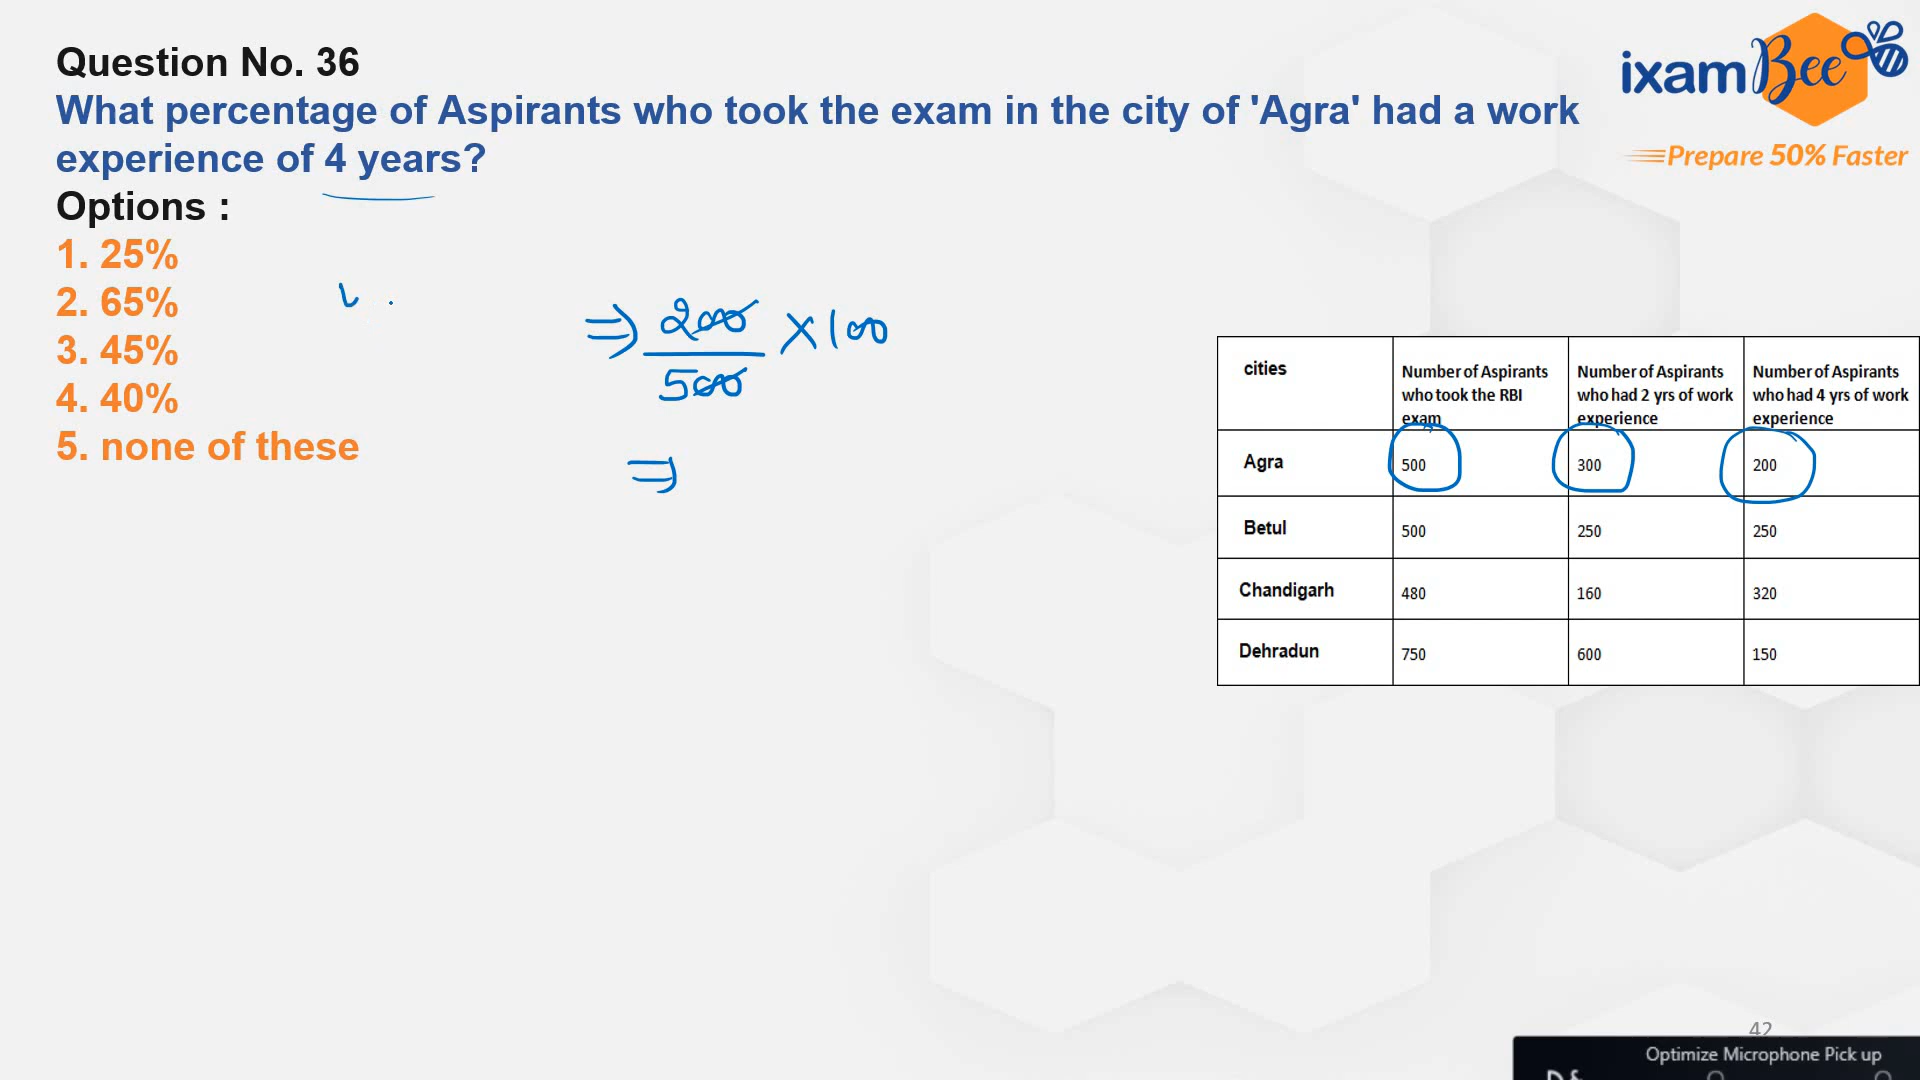 Question No. 36
What percentage of Aspirants who took the exam in the city of 'Agra' had a work
experience of 4 years?
Options :
1. 25%
2. 65%
3. 45%
4. 40%
5. none of these
ixamBee
Prepare 50% Faster
⇒ 200 ×100
500
⇒
cities
Number of Aspirants
who took the RBI
exam
Number of Aspirants
who had 2 yrs of work
experience
Number of Aspirants
who had 4 yrs of work
experience
Agra 500 300 200
Betul 500 250 250
Chandigarh 480 160 320
Dehradun 750 600 150
42
Optimize Microphone Pick up